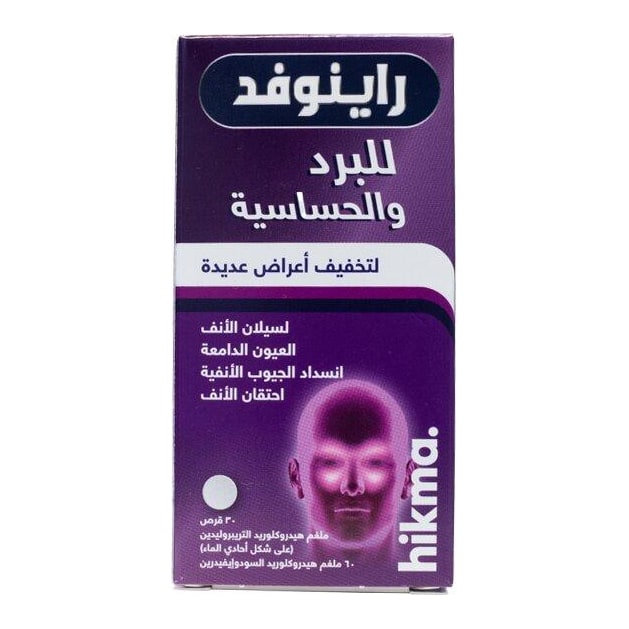 راينوفد
للبرد
والحساسية
لتخفيف أعراض عديدة
لسيلان الأنف
العيون الدامعة
انسداد الجيوب الأنفية
احتقان الأنف
٣٠ قرص
ملغم هيدروكلوريد التريبروليدين
(على شكل أحادي الماء)
٦٠ ملغم هيدروكلوريد السودوإيفيدرين
hikma.